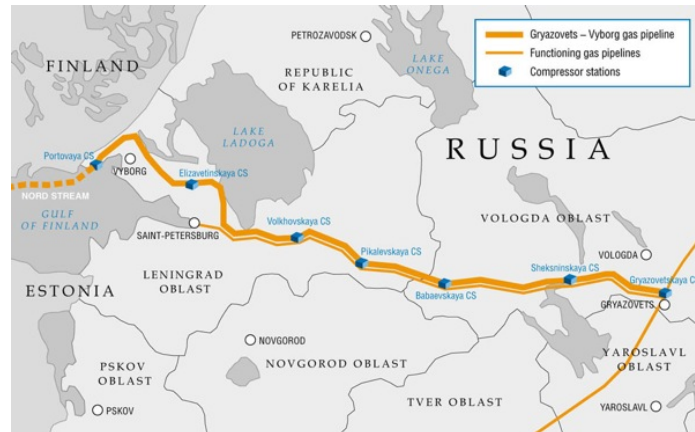 Gryazovets – Vyborg gas pipeline
Functioning gas pipelines
Compressor stations
PETROZAVODSK
FINLAND
LAKE
ONEGA
REPUBLIC
OF KARELIA
LAKE
LADOGA
RUSSIA
Portovaya CS
VYBORG
Elizavetinskaya CS
NORD STREAM
GULF
OF FINLAND
SAINT-PETERSBURG
Volkhovskaya CS
VOLOGDA OBLAST
Pikalevskaya CS
VOLOGDA
Sheksninskaya CS
Gryazovetskaya C
LENINGRAD
OBLAST
ESTONIA
Babaevskaya CS
GRYAZOVETS
NOVGOROD
YAROSLAVL
OBLAST
PSKOV
OBLAST
NOVGOROD OBLAST
TVER OBLAST
PSKOV
YAROSLAVL